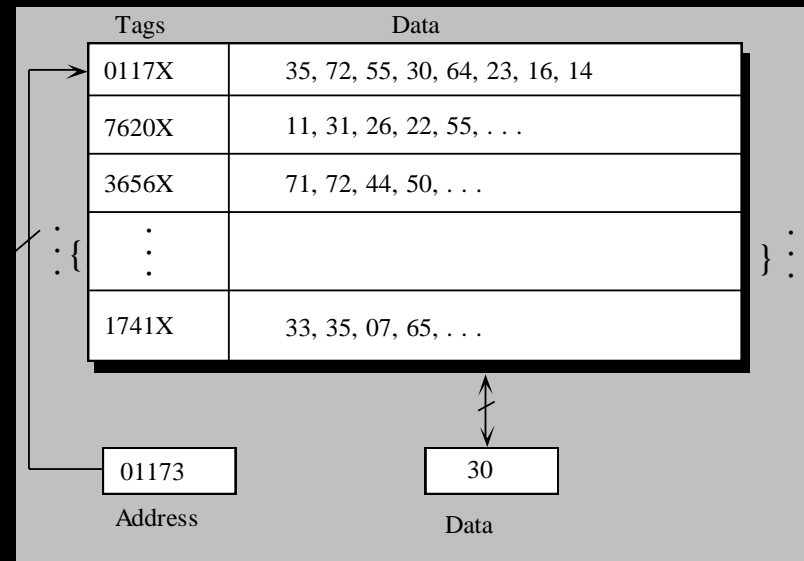 Tags Data
0117X 35, 72, 55, 30, 64, 23, 16, 14
7620X 11, 31, 26, 22, 55, . . .
3656X 71, 72, 44, 50, . . .
⋮ { ⋮ } ⋮
1741X 33, 35, 07, 65, . . .
01173 30
Address Data